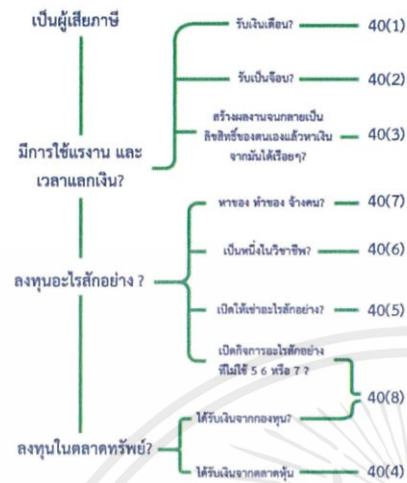 เป็นผู้เสียภาษี
รับเงินเดือน? 40(1)
รับเป็นจ๊อบ? 40(2)
สร้างผลงานจนกลายเป็น
ลิขสิทธิ์ของตนเองแล้วหาเงิน
จากมันได้เรื่อยๆ? 40(3)
มีการใช้แรงาน และ
เวลาแลกเงิน?
หาของ ทำของ จ้างคน? 40(7)
เป็นหนึ่งในวิชาชีพ? 40(6)
ลงทุนอะไรสักอย่าง ?
เปิดให้เช่าอะไรสักอย่าง? 40(5)
เปิดกิจการอะไรสักอย่าง
ที่ไม่ใช่ 5 6 หรือ 7 ?
40(8)
ได้รับเงินจากกองทุน?
ลงทุนในตลาดทรัพย์?
ได้รับเงินจากตลาดหุ้น 40(4)